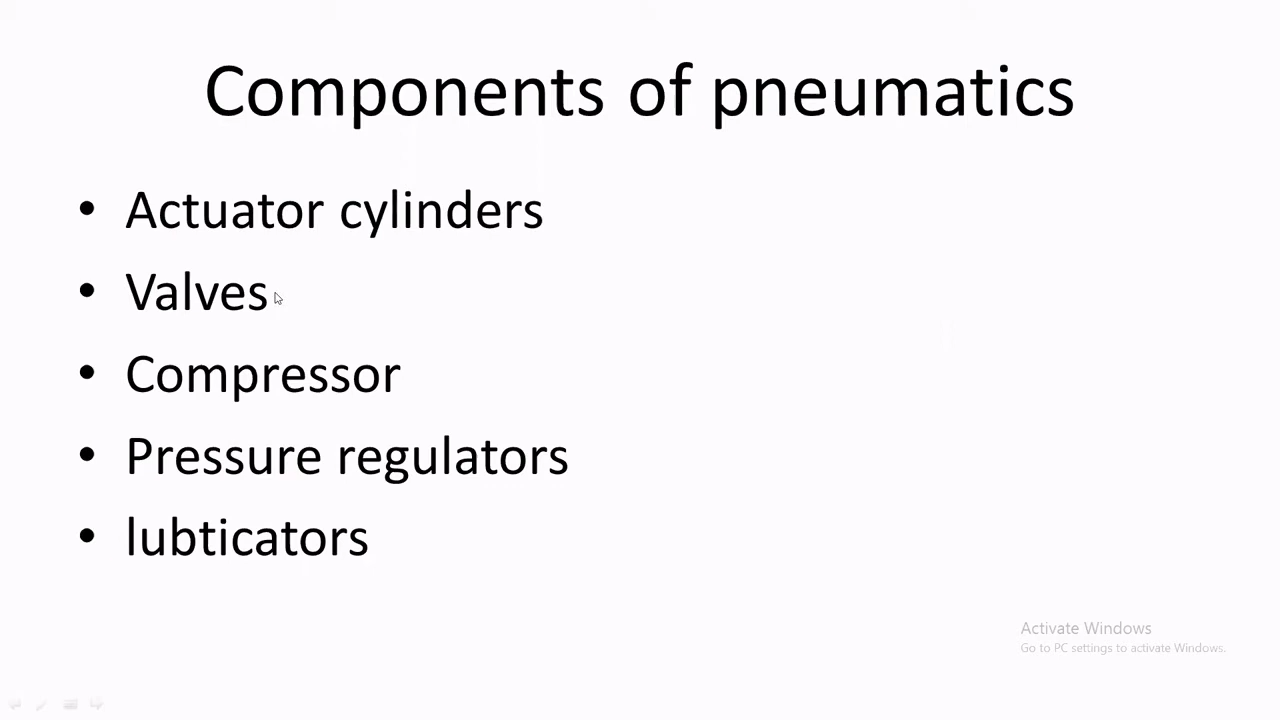 Components of pneumatics
• Actuator cylinders
• Valves
• Compressor
• Pressure regulators
• lubticators
Activate Windows
Go to PC settings to activate Windows.